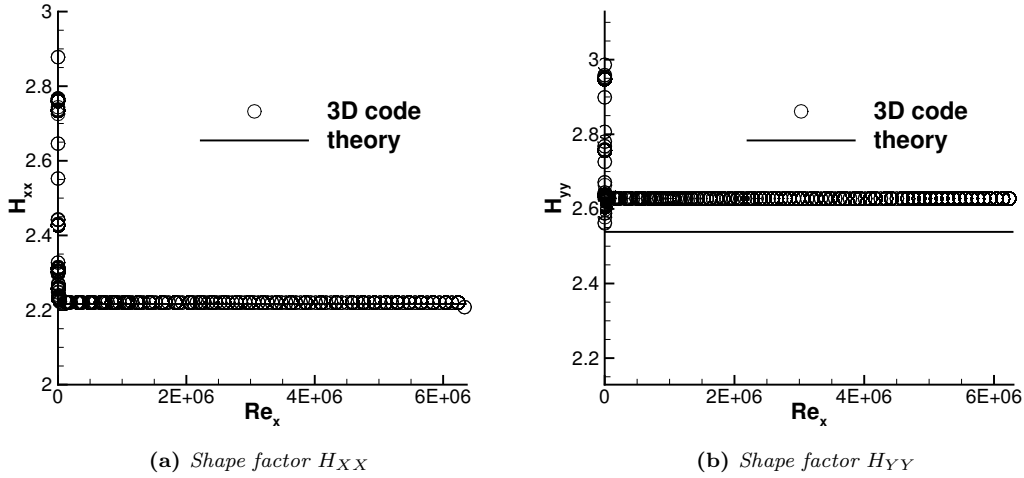 3
2.8
2.6
2.4
2.2
2
H_xx
0
2E+06
4E+06
6E+06
Re_x
3D code
theory
(a) Shape factor H_XX
3
2.8
2.6
2.4
2.2
H_yy
0
2E+06
4E+06
6E+06
Re_x
3D code
theory
(b) Shape factor H_YY